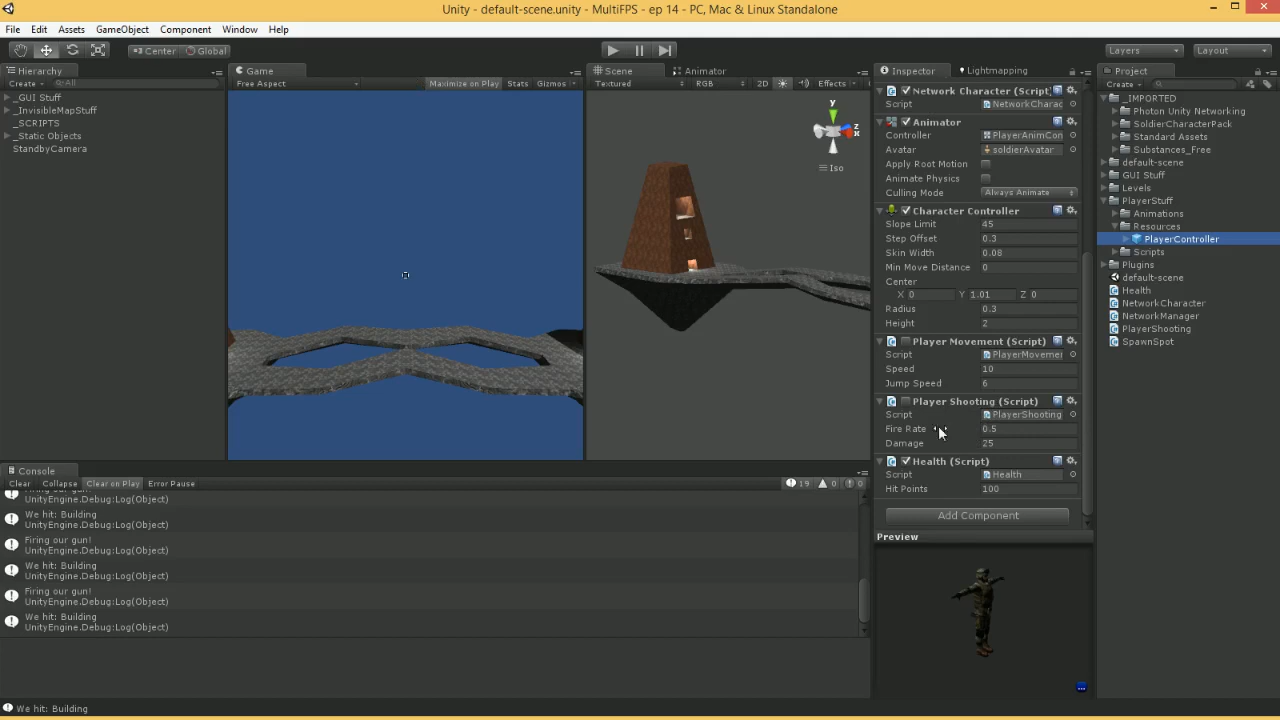 Unity - default-scene.unity - MultiFPS - ep 14 - PC, Mac & Linux Standalone
File Edit Assets GameObject Component Window Help
Center Global Layers Layout
Hierarchy
Create All
_GUI Stuff
_InvisibleMapStuff
_SCRIPTS
_Static Objects
StandbyCamera
Game
Free Aspect Maximize on Play Stats Gizmos
Scene Animator
Textured RGB 2D Effects
y
z
Iso
Inspector Lightmapping
Network Character (Script)
Script NetworkCharac
Animator
Controller PlayerAnimCon
Avatar soldierAvatar
Apply Root Motion
Animate Physics
Culling Mode Always Animate
Character Controller
Slope Limit 45
Step Offset 0.3
Skin Width 0.08
Min Move Distance 0
Center
X 0 Y 1.01 Z 0
Radius 0.3
Height 2
Player Movement (Script)
Script PlayerMovemer
Speed 10
Jump Speed 6
Player Shooting (Script)
Script PlayerShooting
Fire Rate 0.5
Damage 25
Health (Script)
Script Health
Hit Points 100
Add Component
Preview
Project
Create
_IMPORTED
Photon Unity Networking
SoldierCharacterPack
Standard Assets
Substances_Free
default-scene
GUI Stuff
Levels
PlayerStuff
Animations
Resources
PlayerController
Scripts
Plugins
default-scene
Health
NetworkCharacter
NetworkManager
PlayerShooting
SpawnSpot
Console
Clear Collapse Clear on Play Error Pause 19 0 0
Firing our gun!
UnityEngine.Debug:Log(Object)
We hit: Building
UnityEngine.Debug:Log(Object)
Firing our gun!
UnityEngine.Debug:Log(Object)
We hit: Building
UnityEngine.Debug:Log(Object)
Firing our gun!
UnityEngine.Debug:Log(Object)
We hit: Building
UnityEngine.Debug:Log(Object)
We hit: Building